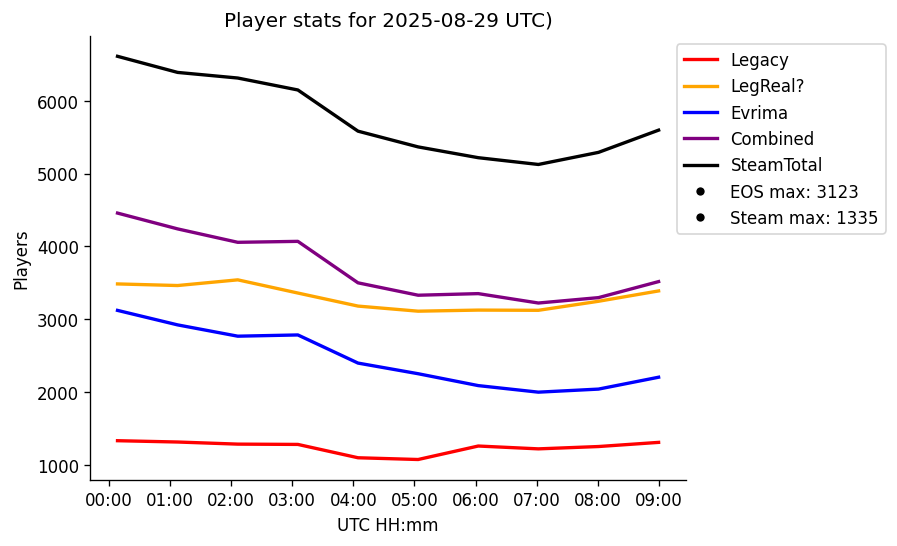 Player stats for 2025-08-29 UTC)
Legacy
LegReal?
Evrima
Combined
SteamTotal
EOS max: 3123
Steam max: 1335
Players
6000
5000
4000
3000
2000
1000
00:00 01:00 02:00 03:00 04:00 05:00 06:00 07:00 08:00 09:00
UTC HH:mm